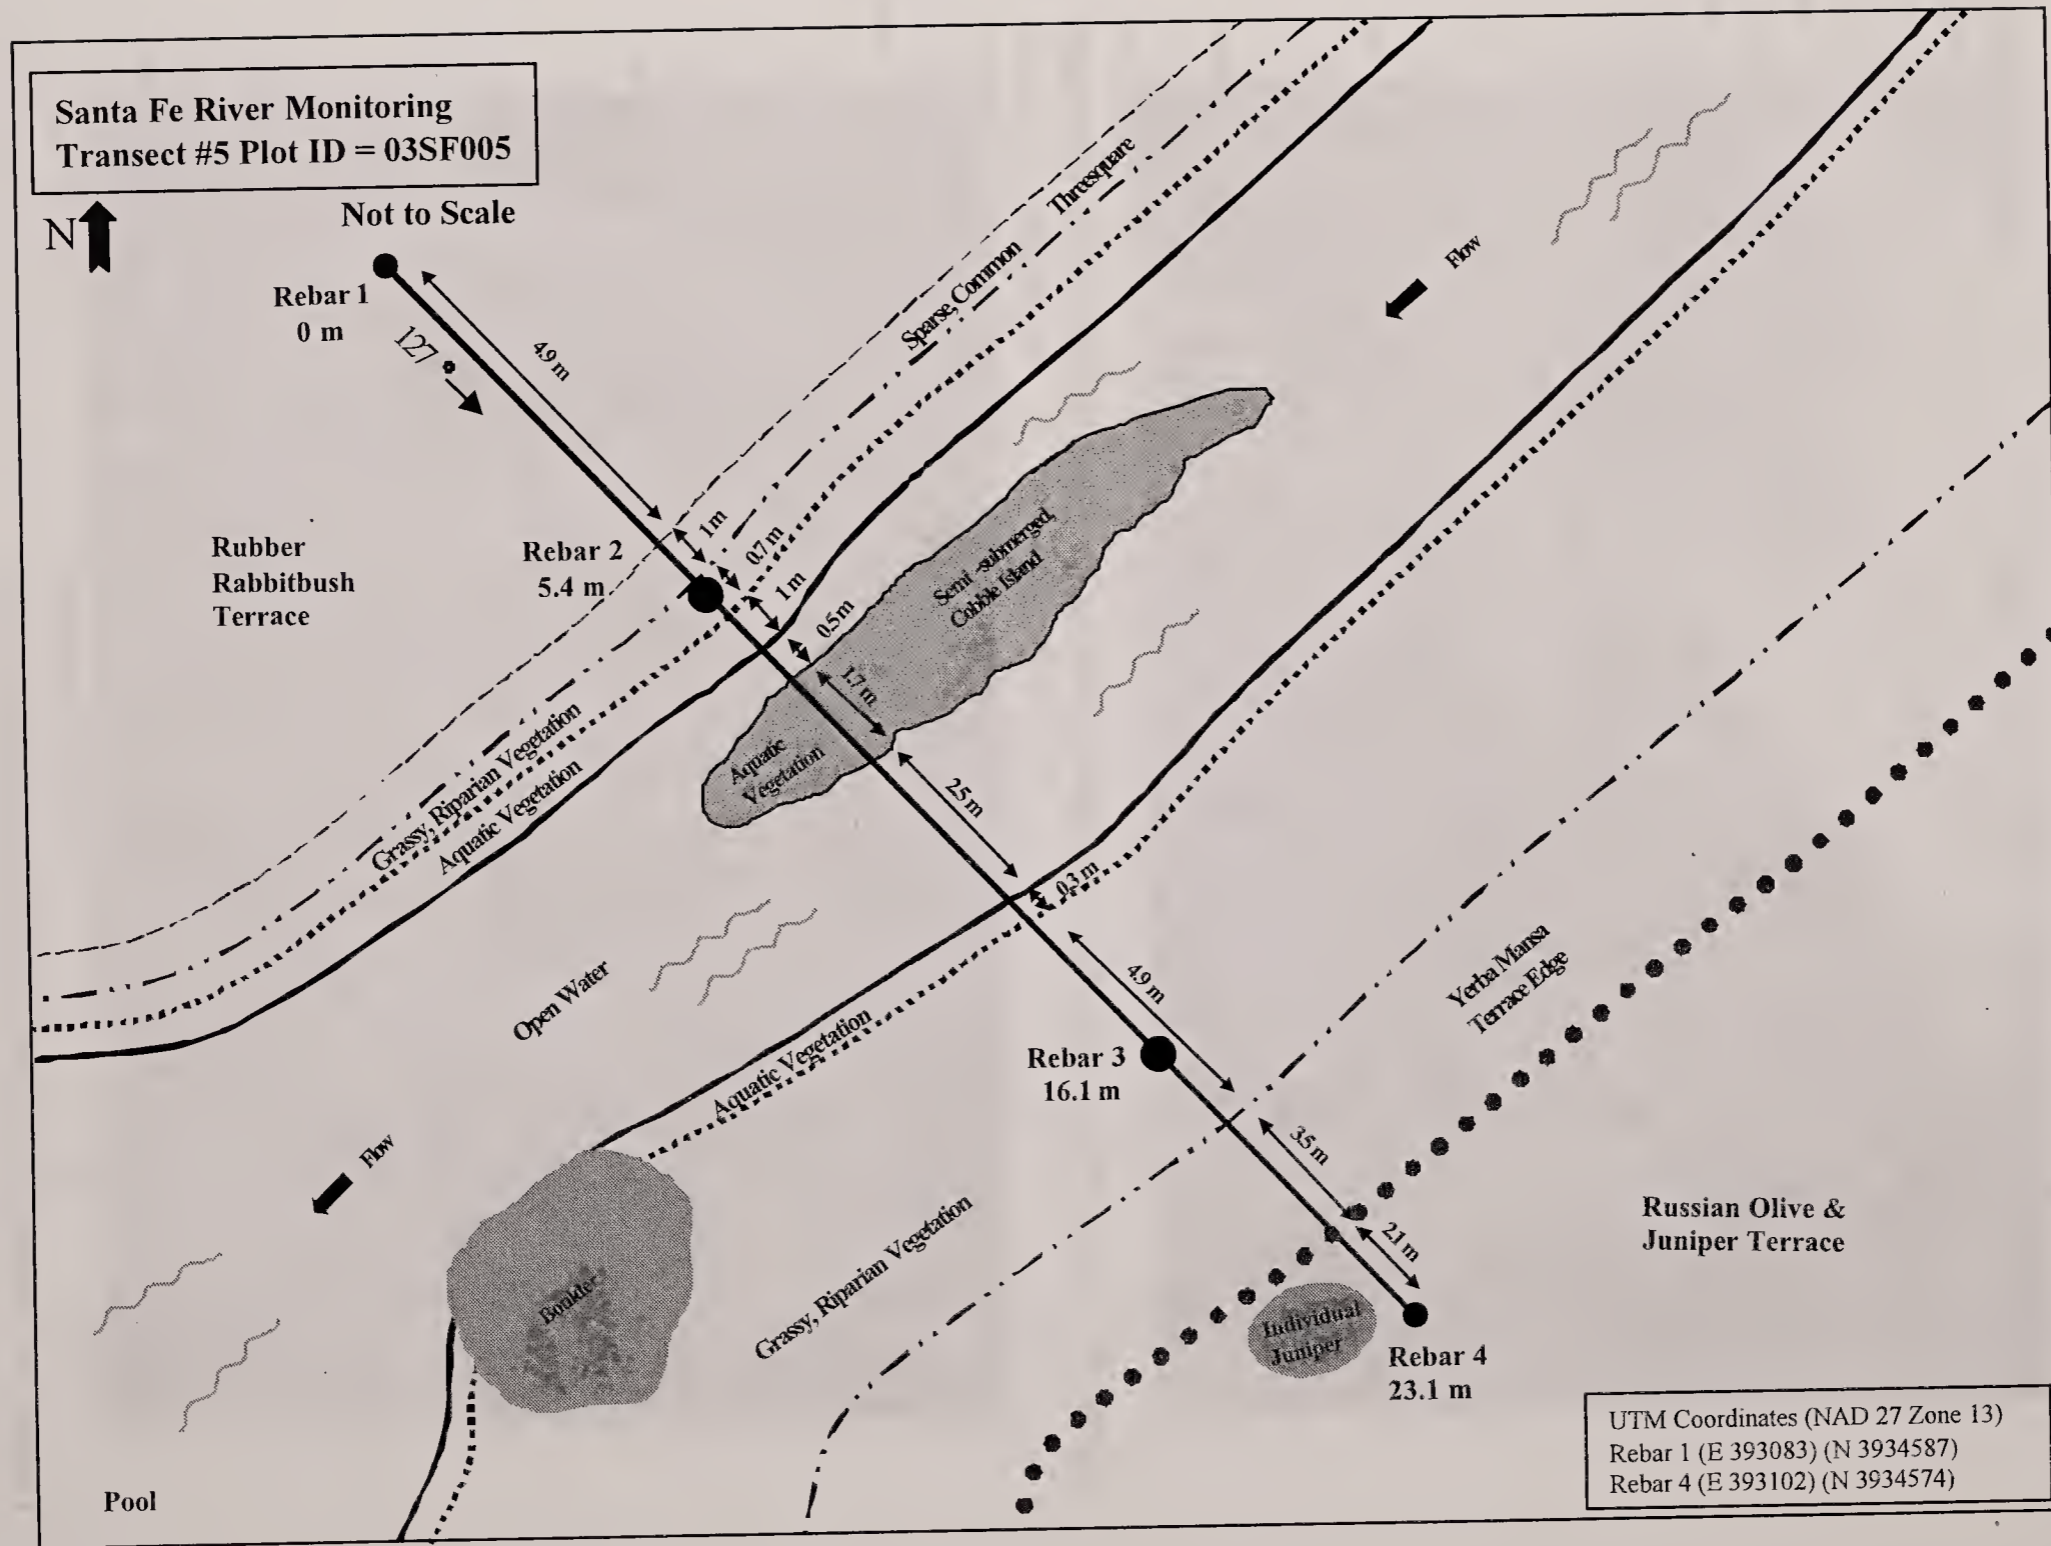 Santa Fe River Monitoring
Transect #5 Plot ID = 03SF005
N
Not to Scale
Rebar 1
0 m
127°
4.9 m
Sparse, Common Threesquare
Flow
Rubber
Rabbitbush
Terrace
Rebar 2
5.4 m
1 m
0.7 m
1 m
0.5 m
1.7 m
Semi-submerged,
Cobble Island
Aquatic
Vegetation
2.5 m
0.3 m
Grassy, Riparian Vegetation
Aquatic Vegetation
Open Water
Aquatic Vegetation
4.9 m
Yerba Mansa
Terrace Edge
Rebar 3
16.1 m
3.5 m
2.1 m
Flow
Boulder
Grassy, Riparian Vegetation
Russian Olive &
Juniper Terrace
Individual
Juniper
Rebar 4
23.1 m
Pool
UTM Coordinates (NAD 27 Zone 13)
Rebar 1 (E 393083) (N 3934587)
Rebar 4 (E 393102) (N 3934574)